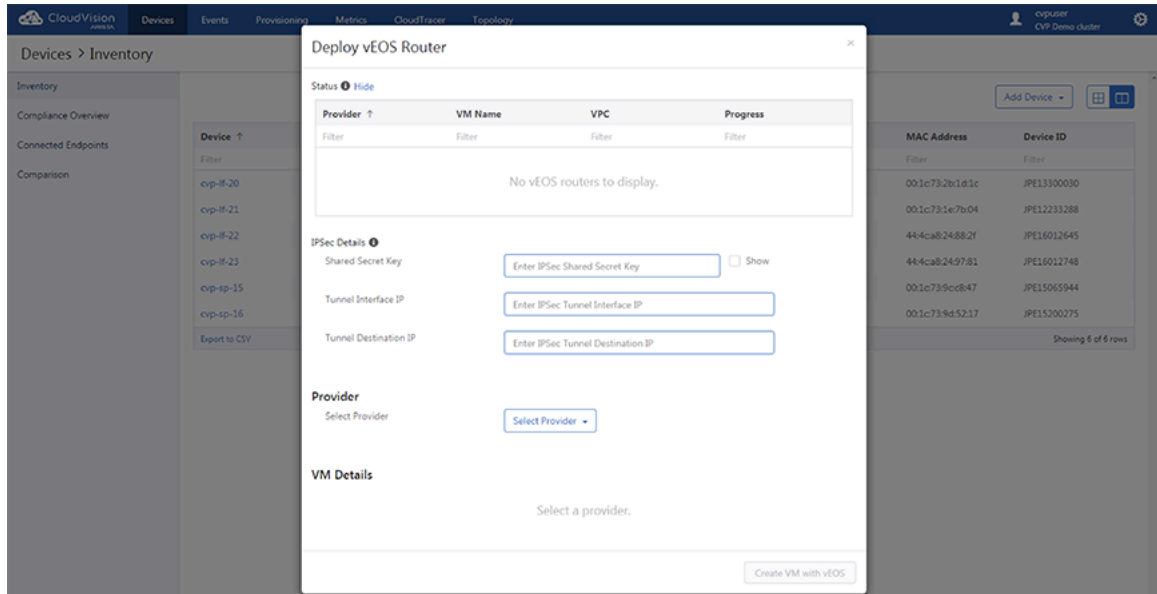 CloudVision
ARISTA
Devices
Events
Provisioning
Metrics
CloudTracer
Topology
cvpuser
CVP Demo cluster
Devices > Inventory
Inventory
Compliance Overview
Connected Endpoints
Comparison
Add Device
Device ↑
MAC Address
Device ID
Filter
Filter
Filter
cvp-lf-20
00:1c:73:2b:1d:1c
JPE13300030
cvp-lf-21
00:1c:73:1e:7b:04
JPE12233288
cvp-lf-22
44:4c:a8:24:88:2f
JPE16012645
cvp-lf-23
44:4c:a8:24:97:81
JPE16012748
cvp-sp-15
00:1c:73:9c:c8:47
JPE15065944
cvp-sp-16
00:1c:73:9d:52:17
JPE15200275
Export to CSV
Showing 6 of 6 rows
Deploy vEOS Router
×
Status Hide
Provider ↑
VM Name
VPC
Progress
Filter
Filter
Filter
Filter
No vEOS routers to display.
IPSec Details
Shared Secret Key
Enter IPSec Shared Secret Key
Show
Tunnel Interface IP
Enter IPSec Tunnel Interface IP
Tunnel Destination IP
Enter IPSec Tunnel Destination IP
Provider
Select Provider
Select Provider
VM Details
Select a provider.
Create VM with vEOS